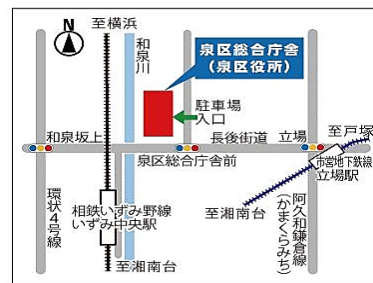 N
至横浜
和泉川
泉区総合庁舎
(泉区役所)
駐車場
入口
和泉坂上
長後街道
立場
至戸塚
泉区総合庁舎前
市営地下鉄線
立場駅
環状4号線
相鉄いずみ野線
いずみ中央駅
至湘南台
阿久和鎌倉線
(かまくらみち)
至湘南台